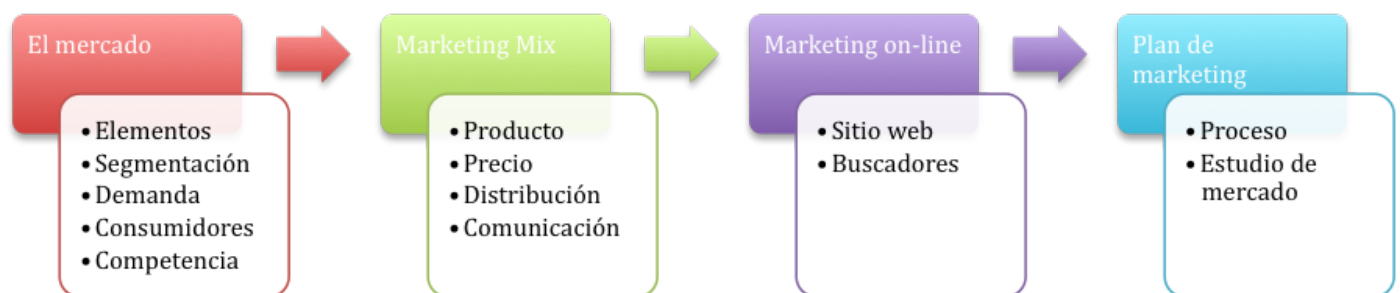 El mercado
• Elementos
• Segmentación
• Demanda
• Consumidores
• Competencia
Marketing Mix
• Producto
• Precio
• Distribución
• Comunicación
Marketing on-line
• Sitio web
• Buscadores
Plan de
marketing
• Proceso
• Estudio de
mercado